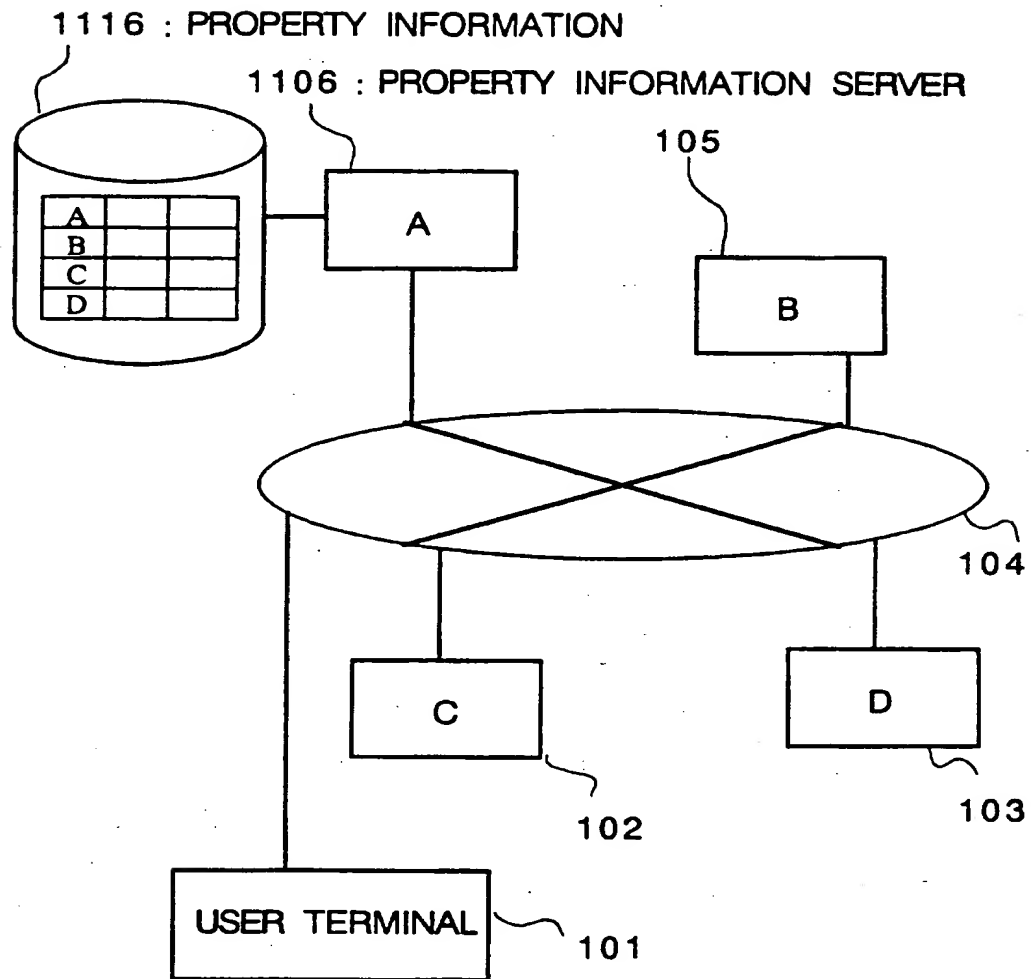 1116 : PROPERTY INFORMATION
1106 : PROPERTY INFORMATION SERVER
105
A
B
C
D
A
B
104
C
D
102
103
USER TERMINAL
101